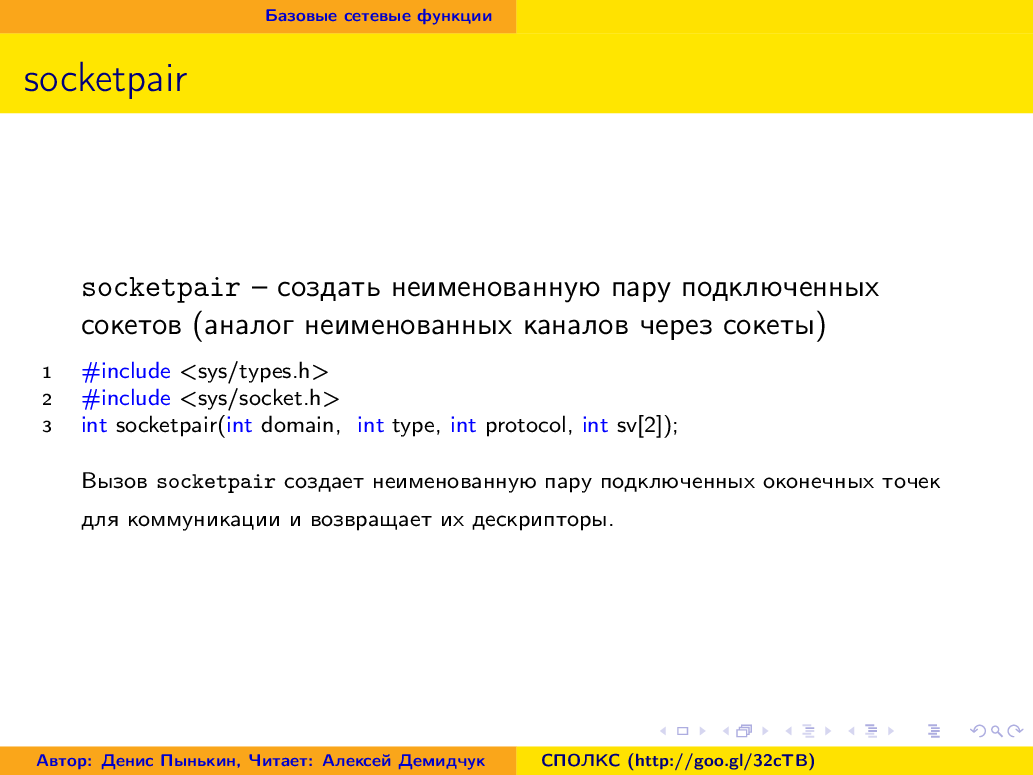 Базовые сетевые функции
socketpair
socketpair – создать неименованную пару подключенных
сокетов (аналог неименованных каналов через сокеты)
1 #include <sys/types.h>
2 #include <sys/socket.h>
3 int socketpair(int domain, int type, int protocol, int sv[2]);
Вызов socketpair создает неименованную пару подключенных оконечных точек
для коммуникации и возвращает их дескрипторы.
Автор: Денис Пынькин, Читает: Алексей Демидчук СПОЛКС (http://goo.gl/32cTB)